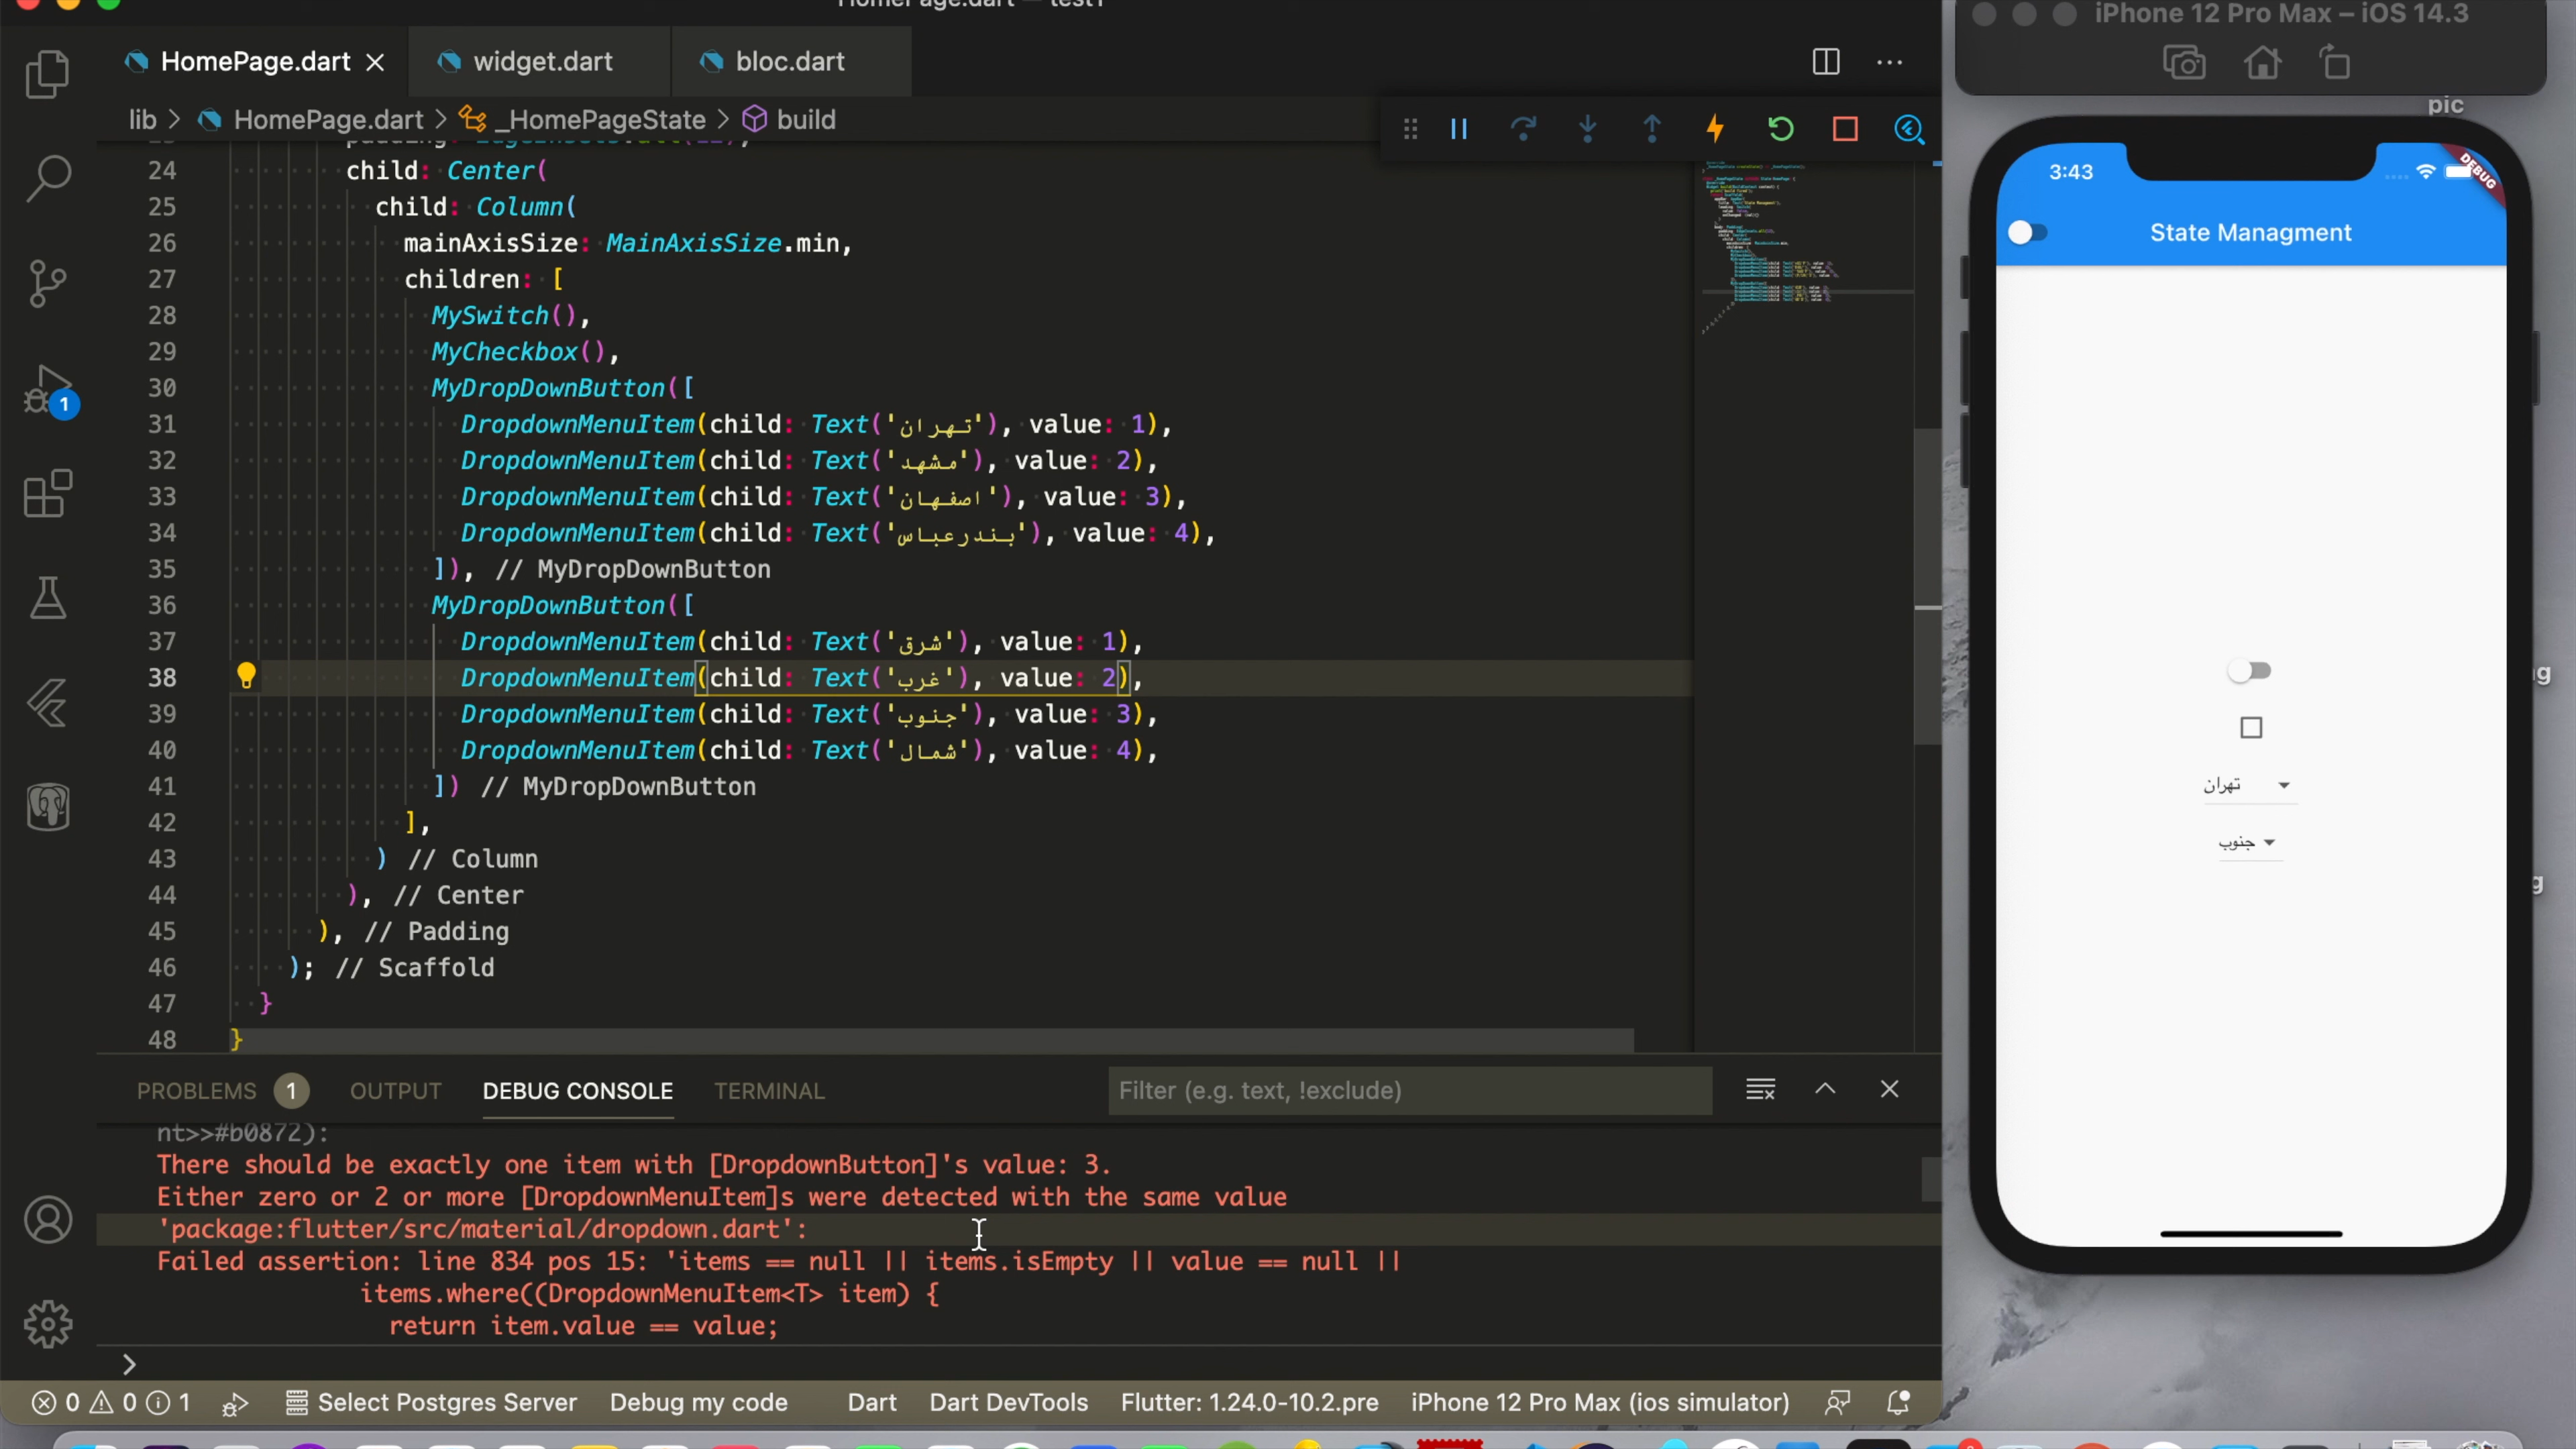 HomePage.dart — test1
HomePage.dart
widget.dart
bloc.dart
lib > HomePage.dart > _HomePageState > build
24 child: Center(
25 child: Column(
26 mainAxisSize: MainAxisSize.min,
27 children: [
28 MySwitch(),
29 MyCheckbox(),
30 MyDropDownButton([
31 DropdownMenuItem(child: Text('تهران'), value: 1),
32 DropdownMenuItem(child: Text('مشهد'), value: 2),
33 DropdownMenuItem(child: Text('اصفهان'), value: 3),
34 DropdownMenuItem(child: Text('بندرعباس'), value: 4),
35 ]), // MyDropDownButton
36 MyDropDownButton([
37 DropdownMenuItem(child: Text('شرق'), value: 1),
38 DropdownMenuItem(child: Text('غرب'), value: 2),
39 DropdownMenuItem(child: Text('جنوب'), value: 3),
40 DropdownMenuItem(child: Text('شمال'), value: 4),
41 ]) // MyDropDownButton
42 ],
43 ) // Column
44 ), // Center
45 ), // Padding
46 ); // Scaffold
47 }
48 }
PROBLEMS 1 OUTPUT DEBUG CONSOLE TERMINAL Filter (e.g. text, !exclude)
nt>>#b0872):
There should be exactly one item with [DropdownButton]'s value: 3.
Either zero or 2 or more [DropdownMenuItem]s were detected with the same value
'package:flutter/src/material/dropdown.dart':
Failed assertion: line 834 pos 15: 'items == null || items.isEmpty || value == null ||
items.where((DropdownMenuItem<T> item) {
return item.value == value;
0 0 1 Select Postgres Server Debug my code Dart Dart DevTools Flutter: 1.24.0-10.2.pre iPhone 12 Pro Max (ios simulator)
1
iPhone 12 Pro Max – iOS 14.3
pic
3:43
DEBUG
State Managment
تهران
جنوب